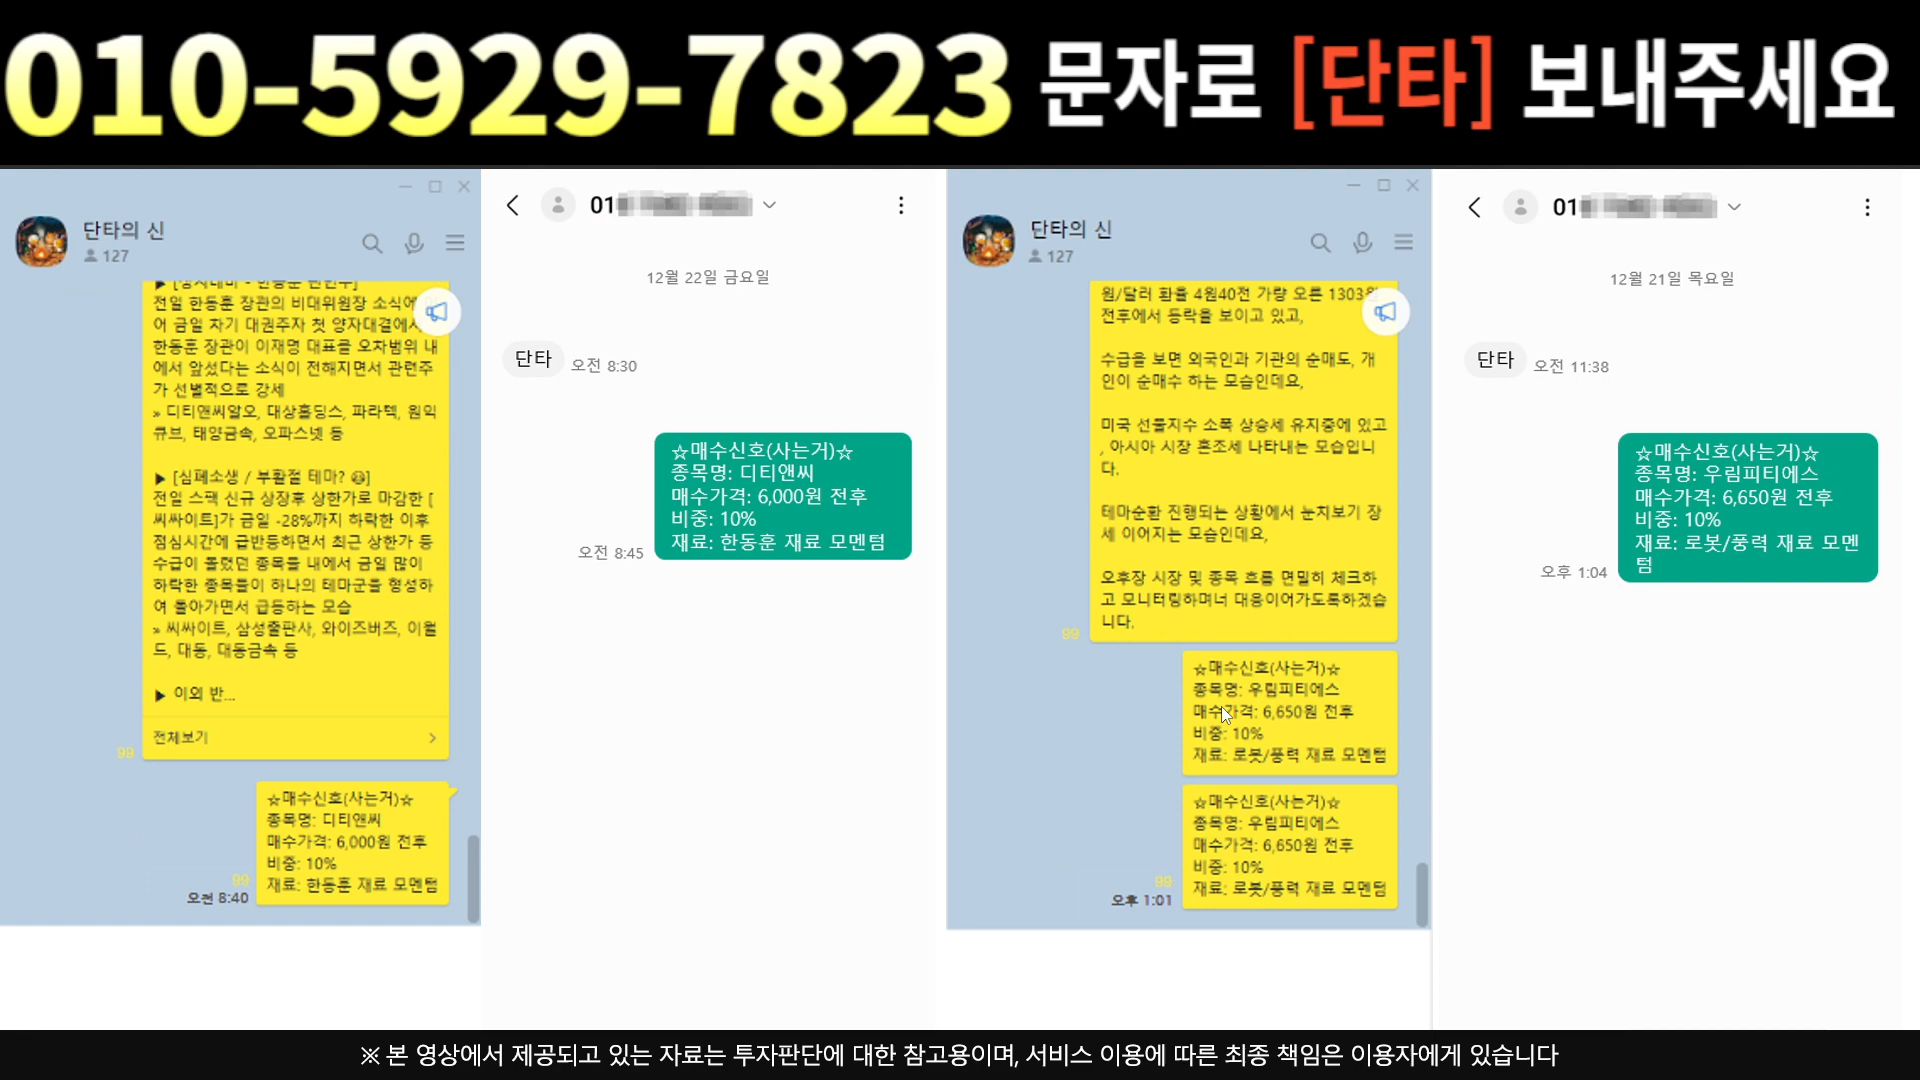 010-5929-7823 문자로 [단타] 보내주세요
단타의 신
127
전일 한동훈 장관의 비대위원장 소식에
어 금일 차기 대권주자 첫 양자대결에서
한동훈 장관이 이재명 대표를 오차범위 내
에서 앞섰다는 소식이 전해지면서 관련주
가 선별적으로 강세
» 디티앤씨알오, 대상홀딩스, 파라텍, 원익
큐브, 태양금속, 오파스넷 등
▶ [심폐소생 / 부활절 테마? 😂]
전일 스팩 신규 상장후 상한가로 마감한 [
씨싸이트]가 금일 -28%까지 하락한 이후
점심시간에 급반등하면서 최근 상한가 등
수급이 몰렸던 종목들 내에서 금일 많이
하락한 종목들이 하나의 테마군을 형성하
여 돌아가면서 급등하는 모습
» 씨싸이트, 삼성출판사, 와이즈버즈, 이월
드, 대동, 대동금속 등
▶ 이외 반...
전체보기
99
☆매수신호(사는거)☆
종목명: 디티앤씨
매수가격: 6,000원 전후
비중: 10%
재료: 한동훈 재료 모멘텀
99
오전 8:40
01
12월 22일 금요일
단타
오전 8:30
☆매수신호(사는거)☆
종목명: 디티앤씨
매수가격: 6,000원 전후
비중: 10%
재료: 한동훈 재료 모멘텀
오전 8:45
단타의 신
127
원/달러 환율 4원40전 가량 오른 1303원
전후에서 등락을 보이고 있고,
수급을 보면 외국인과 기관의 순매도, 개
인이 순매수 하는 모습인데요,
미국 선물지수 소폭 상승세 유지중에 있고
, 아시아 시장 혼조세 나타내는 모습입니
다.
테마순환 진행되는 상황에서 눈치보기 장
세 이어지는 모습인데요,
오후장 시장 및 종목 흐름 면밀히 체크하
고 모니터링하며너 대응이어가도록하겠습
니다.
99
☆매수신호(사는거)☆
종목명: 우림피티에스
매수가격: 6,650원 전후
비중: 10%
재료: 로봇/풍력 재료 모멘텀
☆매수신호(사는거)☆
종목명: 우림피티에스
매수가격: 6,650원 전후
비중: 10%
재료: 로봇/풍력 재료 모멘텀
99
오후 1:01
01
12월 21일 목요일
단타
오전 11:38
☆매수신호(사는거)☆
종목명: 우림피티에스
매수가격: 6,650원 전후
비중: 10%
재료: 로봇/풍력 재료 모멘
텀
오후 1:04
※ 본 영상에서 제공되고 있는 자료는 투자판단에 대한 참고용이며, 서비스 이용에 따른 최종 책임은 이용자에게 있습니다